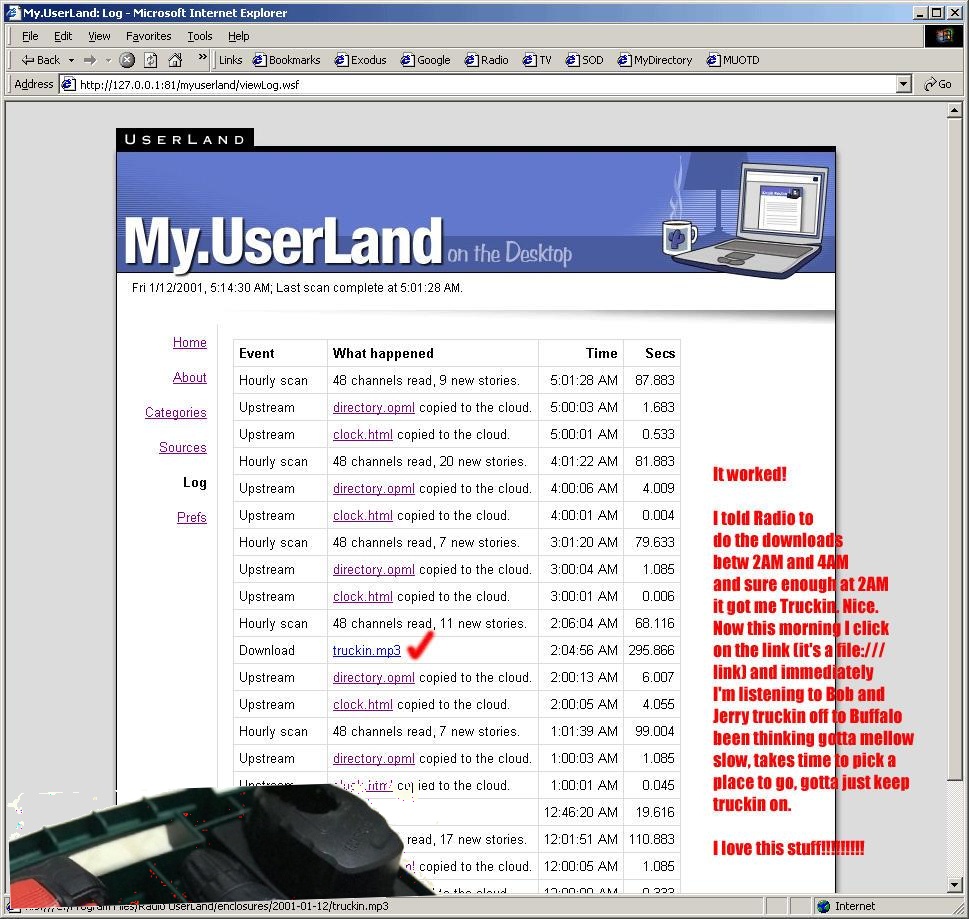 My.UserLand: Log - Microsoft Internet Explorer
File Edit View Favorites Tools Help
Back » Links Bookmarks Exodus Google Radio TV SOD MyDirectory MUOTD
Address http://127.0.0.1:81/myuserland/viewLog.wsf Go
USERLAND
My.UserLand on the Desktop
Fri 1/12/2001, 5:14:30 AM; Last scan complete at 5:01:28 AM.
Home
About
Categories
Sources
Log
Prefs
Event What happened Time Secs
Hourly scan 48 channels read, 9 new stories. 5:01:28 AM 87.883
Upstream directory.opml copied to the cloud. 5:00:03 AM 1.683
Upstream clock.html copied to the cloud. 5:00:01 AM 0.533
Hourly scan 48 channels read, 20 new stories. 4:01:22 AM 81.883
Upstream directory.opml copied to the cloud. 4:00:06 AM 4.009
Upstream clock.html copied to the cloud. 4:00:01 AM 0.004
Hourly scan 48 channels read, 7 new stories. 3:01:20 AM 79.633
Upstream directory.opml copied to the cloud. 3:00:04 AM 1.085
Upstream clock.html copied to the cloud. 3:00:01 AM 0.006
Hourly scan 48 channels read, 11 new stories. 2:06:04 AM 68.116
Download truckin.mp3 2:04:56 AM 295.866
Upstream directory.opml copied to the cloud. 2:00:13 AM 6.007
Upstream clock.html copied to the cloud. 2:00:05 AM 4.055
Hourly scan 48 channels read, 7 new stories. 1:01:39 AM 99.004
Upstream directory.opml copied to the cloud. 1:00:03 AM 1.085
Upstream clock.html copied to the cloud. 1:00:01 AM 0.045
12:46:20 AM 19.616
read, 17 new stories. 12:01:51 AM 110.883
copied to the cloud. 12:00:05 AM 1.085
to the cloud. 12:00:00 AM 0.333
It worked!
I told Radio to
do the downloads
betw 2AM and 4AM
and sure enough at 2AM
it got me Truckin. Nice.
Now this morning I click
on the link (it's a file:///
link) and immediately
I'm listening to Bob and
Jerry truckin off to Buffalo
been thinking gotta mellow
slow, takes time to pick a
place to go, gotta just keep
truckin on.
I love this stuff!!!!!!!!!
Files/Radio UserLand/enclosures/2001-01-12/truckin.mp3 Internet